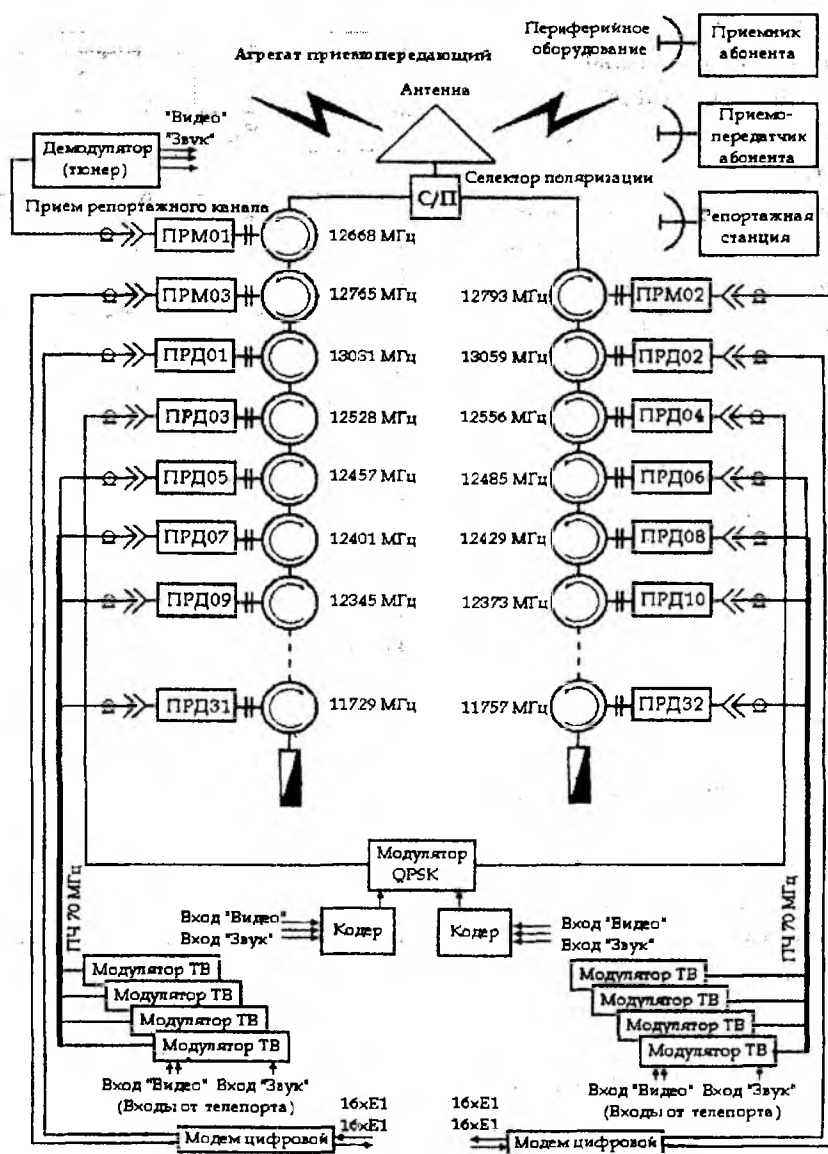 Агрегат приемопередающий
Периферийное
оборудование
Приемник
абонента
Антенна
"Видео"
"Звук"
Демодулятор
(тюнер)
Приемо-
передатчик
абонента
С/П
Селектор поляризации
Прием репортажного канала
Репортажная
станция
ПРМ01
12668 МГц
ПРМ03
12765 МГц
12793 МГц
ПРМ02
ПРД01
13031 МГц
13059 МГц
ПРД02
ПРД03
12528 МГц
12556 МГц
ПРД04
ПРД05
12457 МГц
12485 МГц
ПРД06
ПРД07
12401 МГц
12429 МГц
ПРД08
ПРД09
12345 МГц
12373 МГц
ПРД10
ПРД31
11729 МГц
11757 МГц
ПРД32
Модулятор
QPSK
ПЧ 70 МГц
ПЧ 70 МГц
Вход "Видео"
Вход "Звук"
Кодер
Кодер
Вход "Видео"
Вход "Звук"
Модулятор ТВ
Модулятор ТВ
Модулятор ТВ
Модулятор ТВ
Модулятор ТВ
Модулятор ТВ
Модулятор ТВ
Модулятор ТВ
Вход "Видео" Вход "Звук"
(Входы от телепорта)
Вход "Видео" Вход "Звук"
(Входы от телепорта)
16xE1
16xE1
16xE1
16xE1
Модем цифровой
Модем цифровой